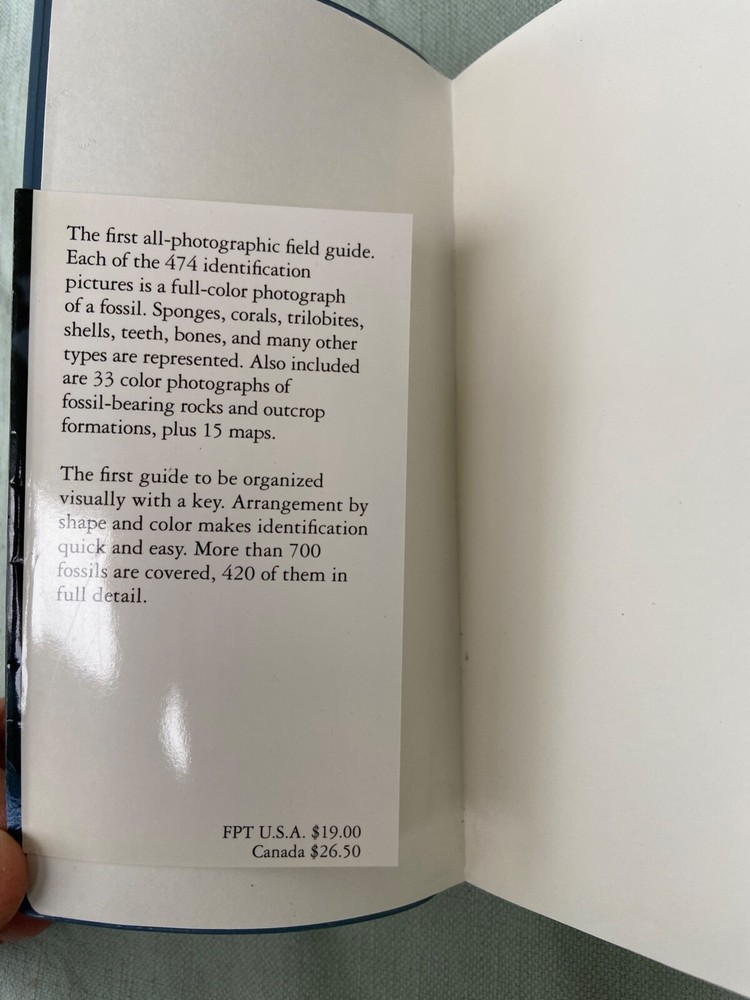 The first all-photographic field guide.
Each of the 474 identification
pictures is a full-color photograph
of a fossil. Sponges, corals, trilobites,
shells, teeth, bones, and many other
types are represented. Also included
are 33 color photographs of
fossil-bearing rocks and outcrop
formations, plus 15 maps.
The first guide to be organized
visually with a key. Arrangement by
shape and color makes identification
quick and easy. More than 700
fossils are covered, 420 of them in
full detail.
FPT U.S.A. $19.00
Canada $26.50